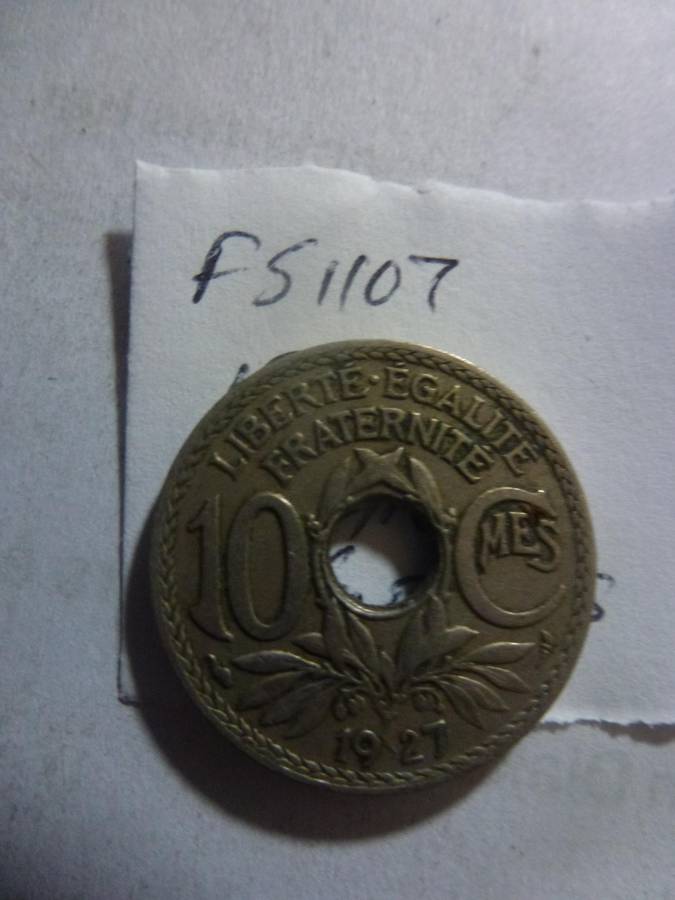 FS1107
LIBERTÉ·ÉGALITÉ
FRATERNITÉ
10 CMES
1927